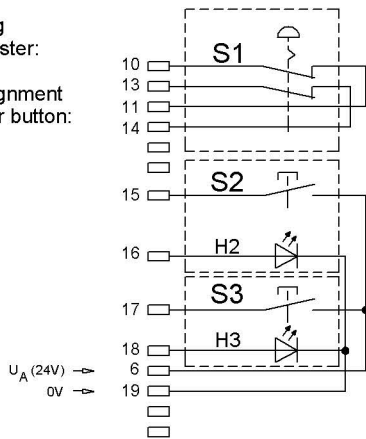 g
ster:
gnment
r button:
S1
10
13
11
14
S2
15
16
H2
S3
17
18
H3
U_A (24V)
6
0V
19